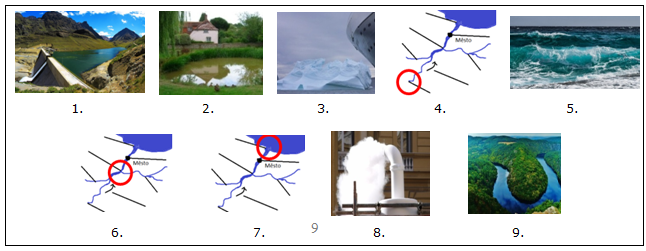 Město
1. 2. 3. 4. 5.
Město Město
9
6. 7. 8. 9.